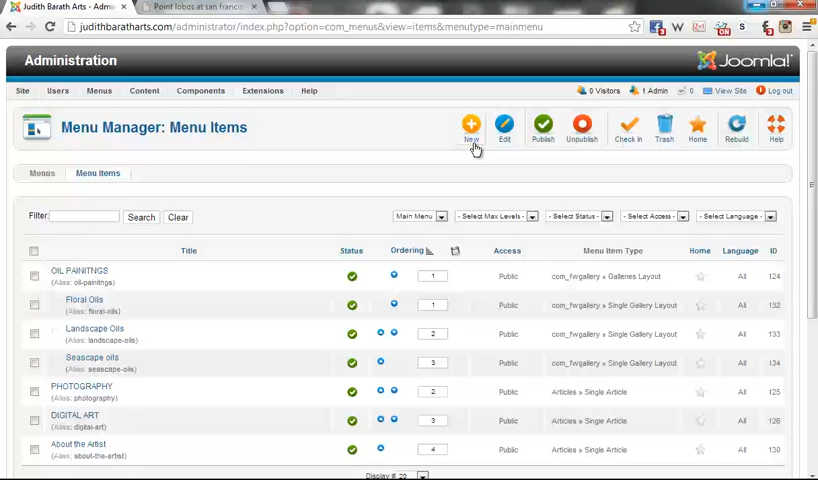 Judith Barath Arts - Admi
Point lobos at san francis
judithbaratharts.com/administrator/index.php?option=com_menus&view=items&menutype=mainmenu
Administration
Joomla!
Site Users Menus Content Components Extensions Help
0 Visitors 1 Admin 0 View Site Log out
Menu Manager: Menu Items
New Edit Publish Unpublish Check In Trash Home Rebuild Help
Menus Menu Items
Filter: Search Clear
Main Menu - Select Max Levels - - Select Status - - Select Access - - Select Language -
Title Status Ordering Access Menu Item Type Home Language ID
OIL PAINITNGS
(Alias: oil-painitngs)
1 Public com_fwgallery » Galleries Layout All 124
Floral Oils
(Alias: floral-oils)
1 Public com_fwgallery » Single Gallery Layout All 132
Landscape Oils
(Alias: landscape-oils)
2 Public com_fwgallery » Single Gallery Layout All 133
Seascape oils
(Alias: seascape-oils)
3 Public com_fwgallery » Single Gallery Layout All 134
PHOTOGRAPHY
(Alias: photography)
2 Public Articles » Single Article All 125
DIGITAL ART
(Alias: digital-art)
3 Public Articles » Single Article All 126
About the Artist
(Alias: about-the-artist)
4 Public Articles » Single Article All 130
Display # 20